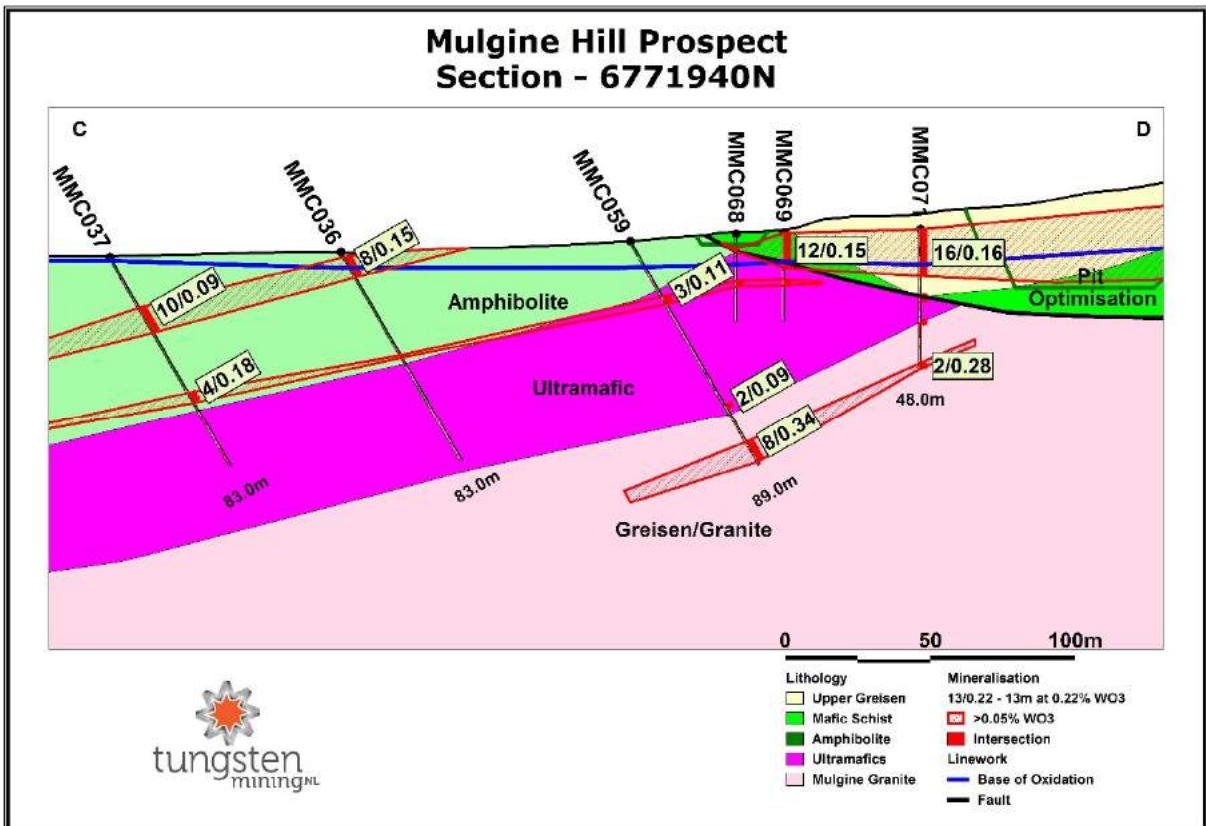 Mulgine Hill Prospect
Section - 6771940N
C
D
MMC037
MMC036
MMC059
MMC068
MMC069
MMC071
10/0.09
8/0.15
3/0.11
12/0.15
16/0.16
Pit
Optimisation
Amphibolite
4/0.18
Ultramafic
2/0.09
2/0.28
48.0m
8/0.34
83.0m
83.0m
89.0m
Greisen/Granite
0 50 100m
Lithology
Upper Greisen
Mafic Schist
Amphibolite
Ultramafics
Mulgine Granite
Mineralisation
13/0.22 - 13m at 0.22% WO3
>0.05% WO3
Intersection
Linework
Base of Oxidation
Fault
tungsten
mining NL